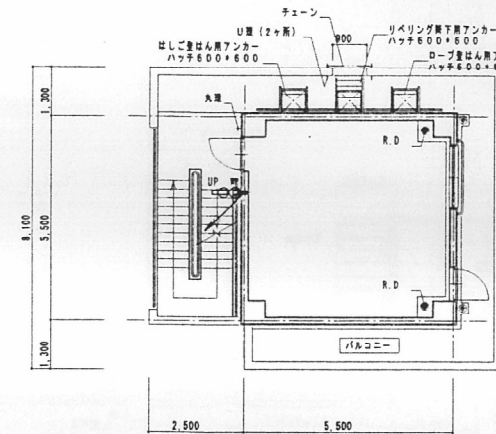 チェーン
U環 (2ヶ所)
900
リペリング降下用アンカー
ハッチ600*600
はしご登はん用アンカー
ハッチ600*600
ロープ登はん用ア
ハッチ600*6
丸環
R.D
UP
R.D
バルコニー
1,300
5,500
1,300
8,100
2,500
5,500